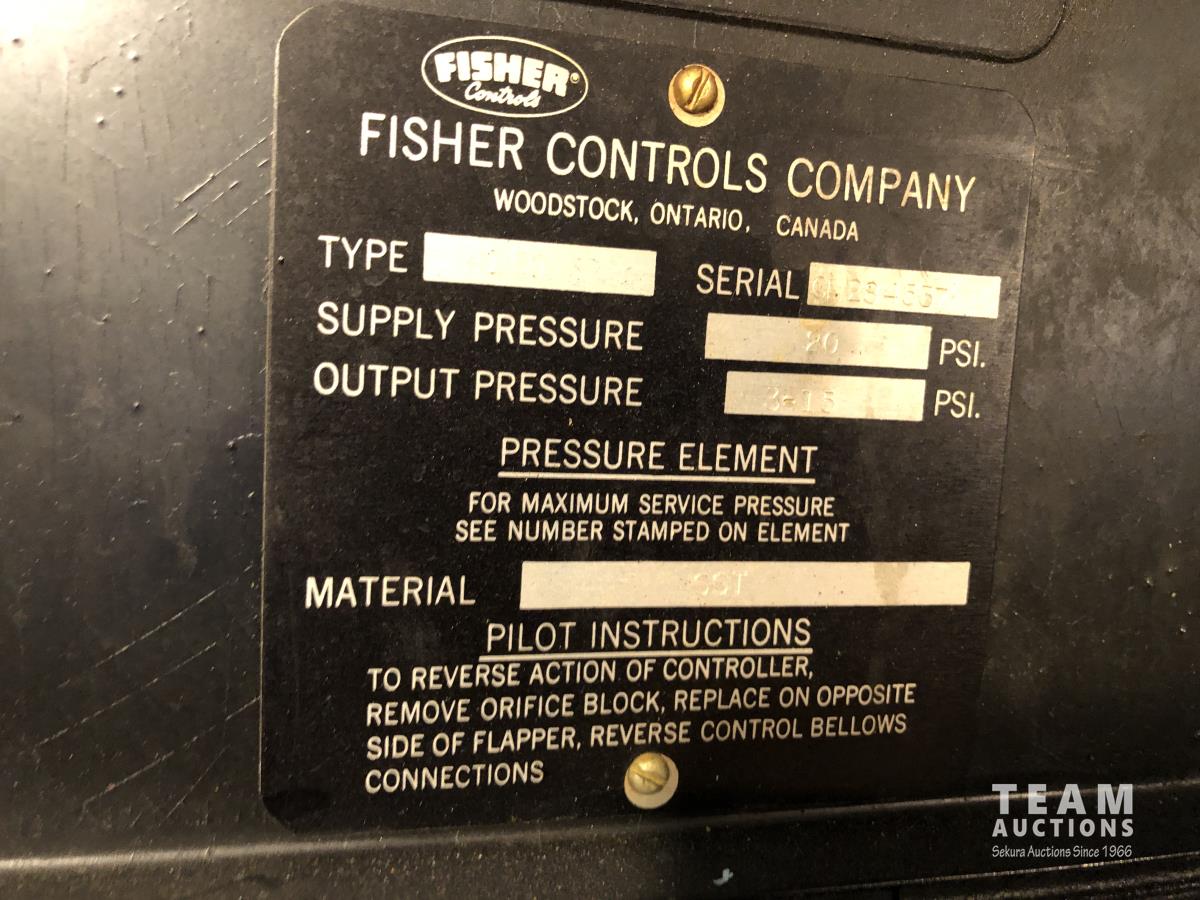 FISHER®
Controls
FISHER CONTROLS COMPANY
WOODSTOCK, ONTARIO, CANADA
TYPE
SERIAL
SUPPLY PRESSURE 20 PSI.
OUTPUT PRESSURE 3-15 PSI.
PRESSURE ELEMENT
FOR MAXIMUM SERVICE PRESSURE
SEE NUMBER STAMPED ON ELEMENT
MATERIAL SST
PILOT INSTRUCTIONS
TO REVERSE ACTION OF CONTROLLER,
REMOVE ORIFICE BLOCK, REPLACE ON OPPOSITE
SIDE OF FLAPPER, REVERSE CONTROL BELLOWS
CONNECTIONS
TEAM
AUCTIONS
Sekura Auctions Since 1966